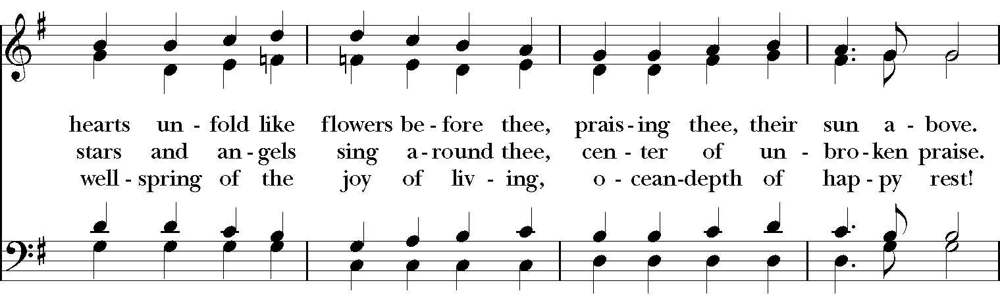 hearts un - fold like flowers be - fore thee, prais - ing thee, their sun a - bove.
stars and an - gels sing a - round thee, cen - ter of un - bro - ken praise.
well - spring of the joy of liv - ing, o - cean - depth of hap - py rest!